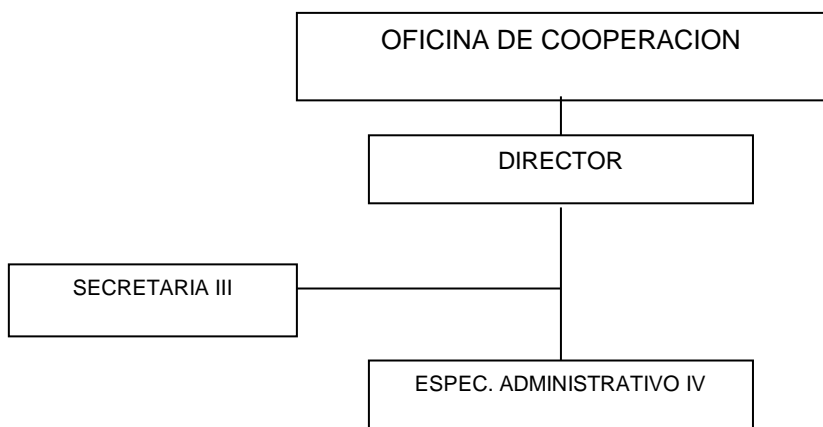 OFICINA DE COOPERACION
DIRECTOR
SECRETARIA III
ESPEC. ADMINISTRATIVO IV